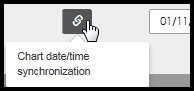 01/11/
Chart date/time
synchronization